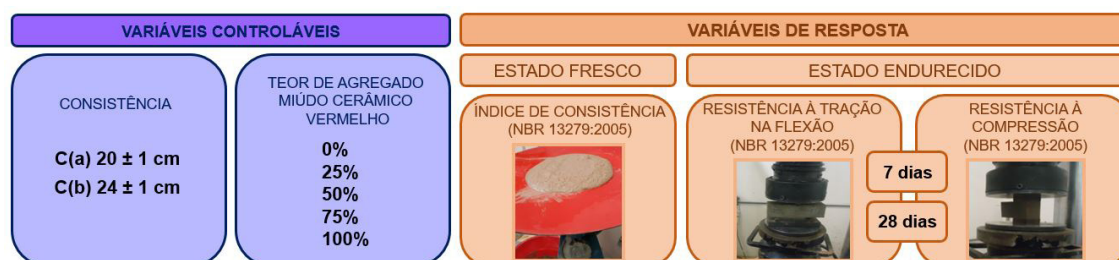 VARIÁVEIS CONTROLÁVEIS
CONSISTÊNCIA
C(a) 20 ± 1 cm
C(b) 24 ± 1 cm
TEOR DE AGREGADO
MIÚDO CERÂMICO
VERMELHO
0%
25%
50%
75%
100%
VARIÁVEIS DE RESPOSTA
ESTADO FRESCO
ÍNDICE DE CONSISTÊNCIA
(NBR 13279:2005)
ESTADO ENDURECIDO
RESISTÊNCIA À TRAÇÃO
NA FLEXÃO
(NBR 13279:2005)
7 dias
28 dias
RESISTÊNCIA À
COMPRESSÃO
(NBR 13279:2005)